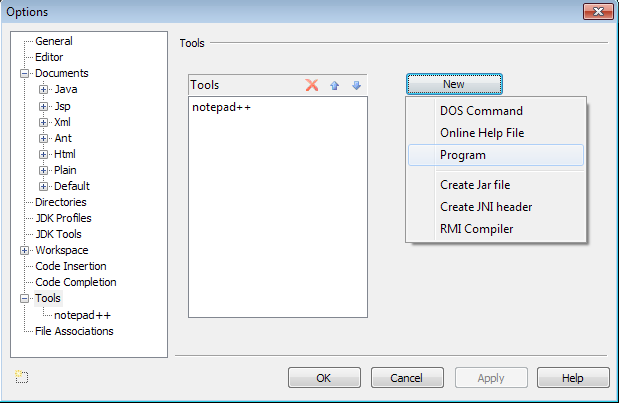 Options
General
Editor
Documents
Java
Jsp
Xml
Ant
Html
Plain
Default
Directories
JDK Profiles
JDK Tools
Workspace
Code Insertion
Code Completion
Tools
notepad++
File Associations
Tools
Tools
notepad++
New
DOS Command
Online Help File
Program
Create Jar file
Create JNI header
RMI Compiler
OK
Cancel
Apply
Help